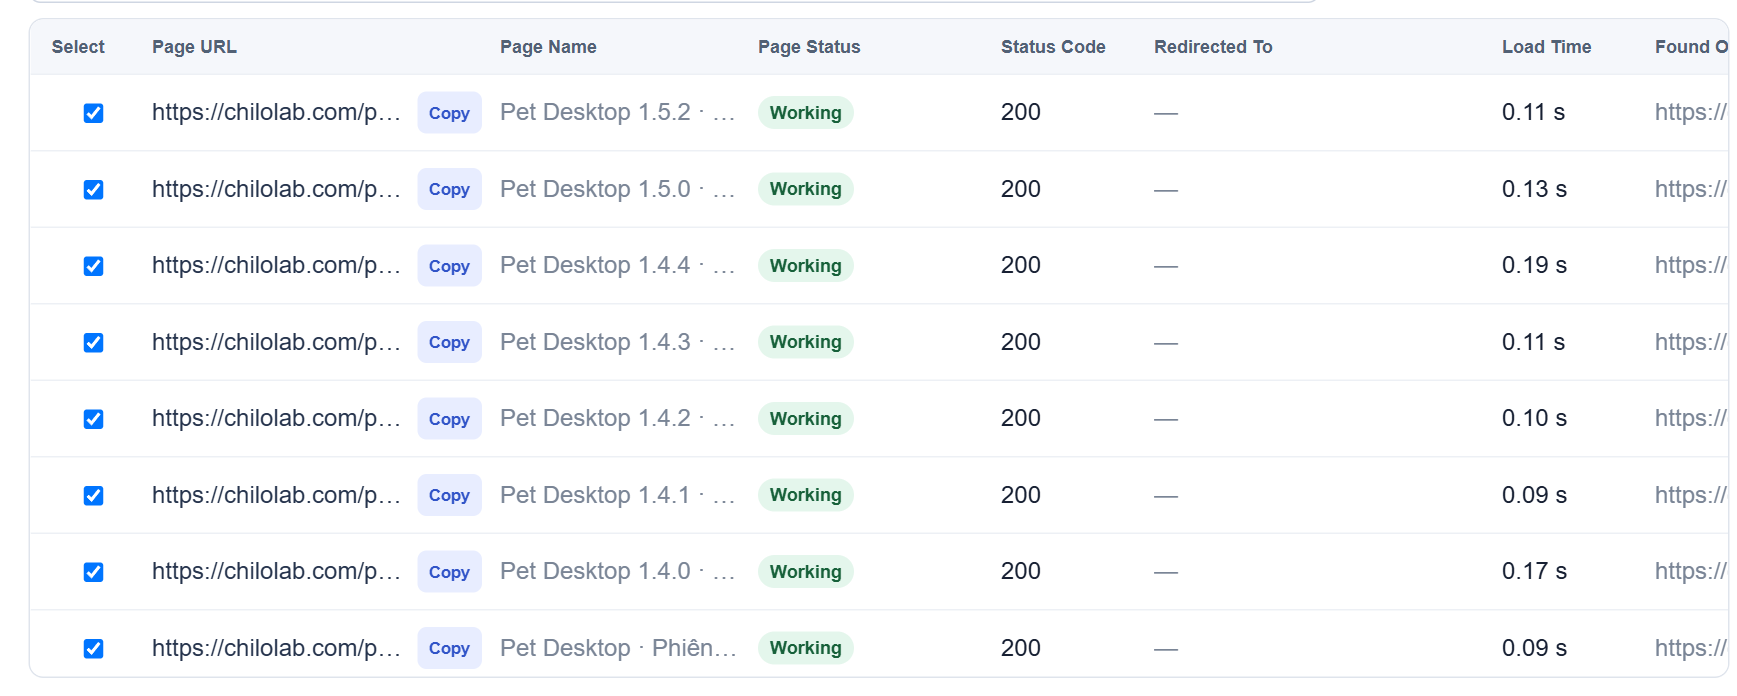 Select Page URL Page Name Page Status Status Code Redirected To Load Time Found O
https://chilolab.com/p… Copy Pet Desktop 1.5.2 · … Working 200 — 0.11 s https://
https://chilolab.com/p… Copy Pet Desktop 1.5.0 · … Working 200 — 0.13 s https://
https://chilolab.com/p… Copy Pet Desktop 1.4.4 · … Working 200 — 0.19 s https://
https://chilolab.com/p… Copy Pet Desktop 1.4.3 · … Working 200 — 0.11 s https://
https://chilolab.com/p… Copy Pet Desktop 1.4.2 · … Working 200 — 0.10 s https://
https://chilolab.com/p… Copy Pet Desktop 1.4.1 · … Working 200 — 0.09 s https://
https://chilolab.com/p… Copy Pet Desktop 1.4.0 · … Working 200 — 0.17 s https://
https://chilolab.com/p… Copy Pet Desktop · Phiên… Working 200 — 0.09 s https://